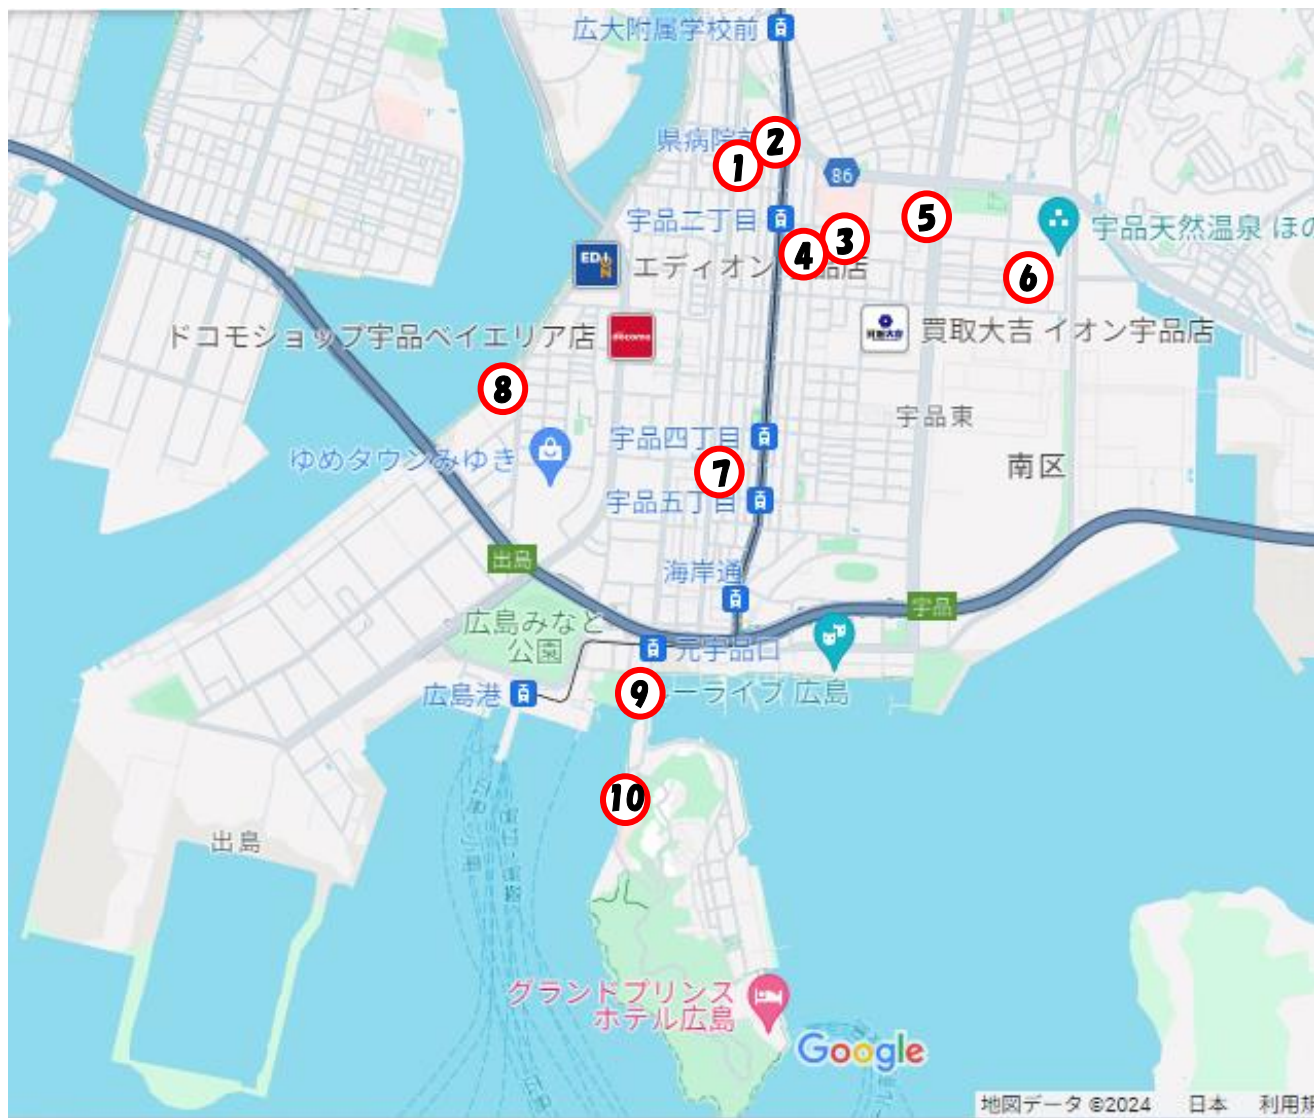 広大附属学校前
県病院
2
1
86
宇品二丁目
5
3
4
宇品天然温泉 ほの
EDION
エディオン
品店
6
ドコモショップ宇品ベイエリア店
docomo
買取大吉 イオン宇品店
8
宇品東
宇品四丁目
ゆめタウンみゆき
南区
7
宇品五丁目
出島
海岸通
宇品
広島みなと
公園
元宇品口
広島港
9
ーライブ 広島
10
出島
グランドプリンス
ホテル広島
Google
地図データ ©2024
日本
利用規